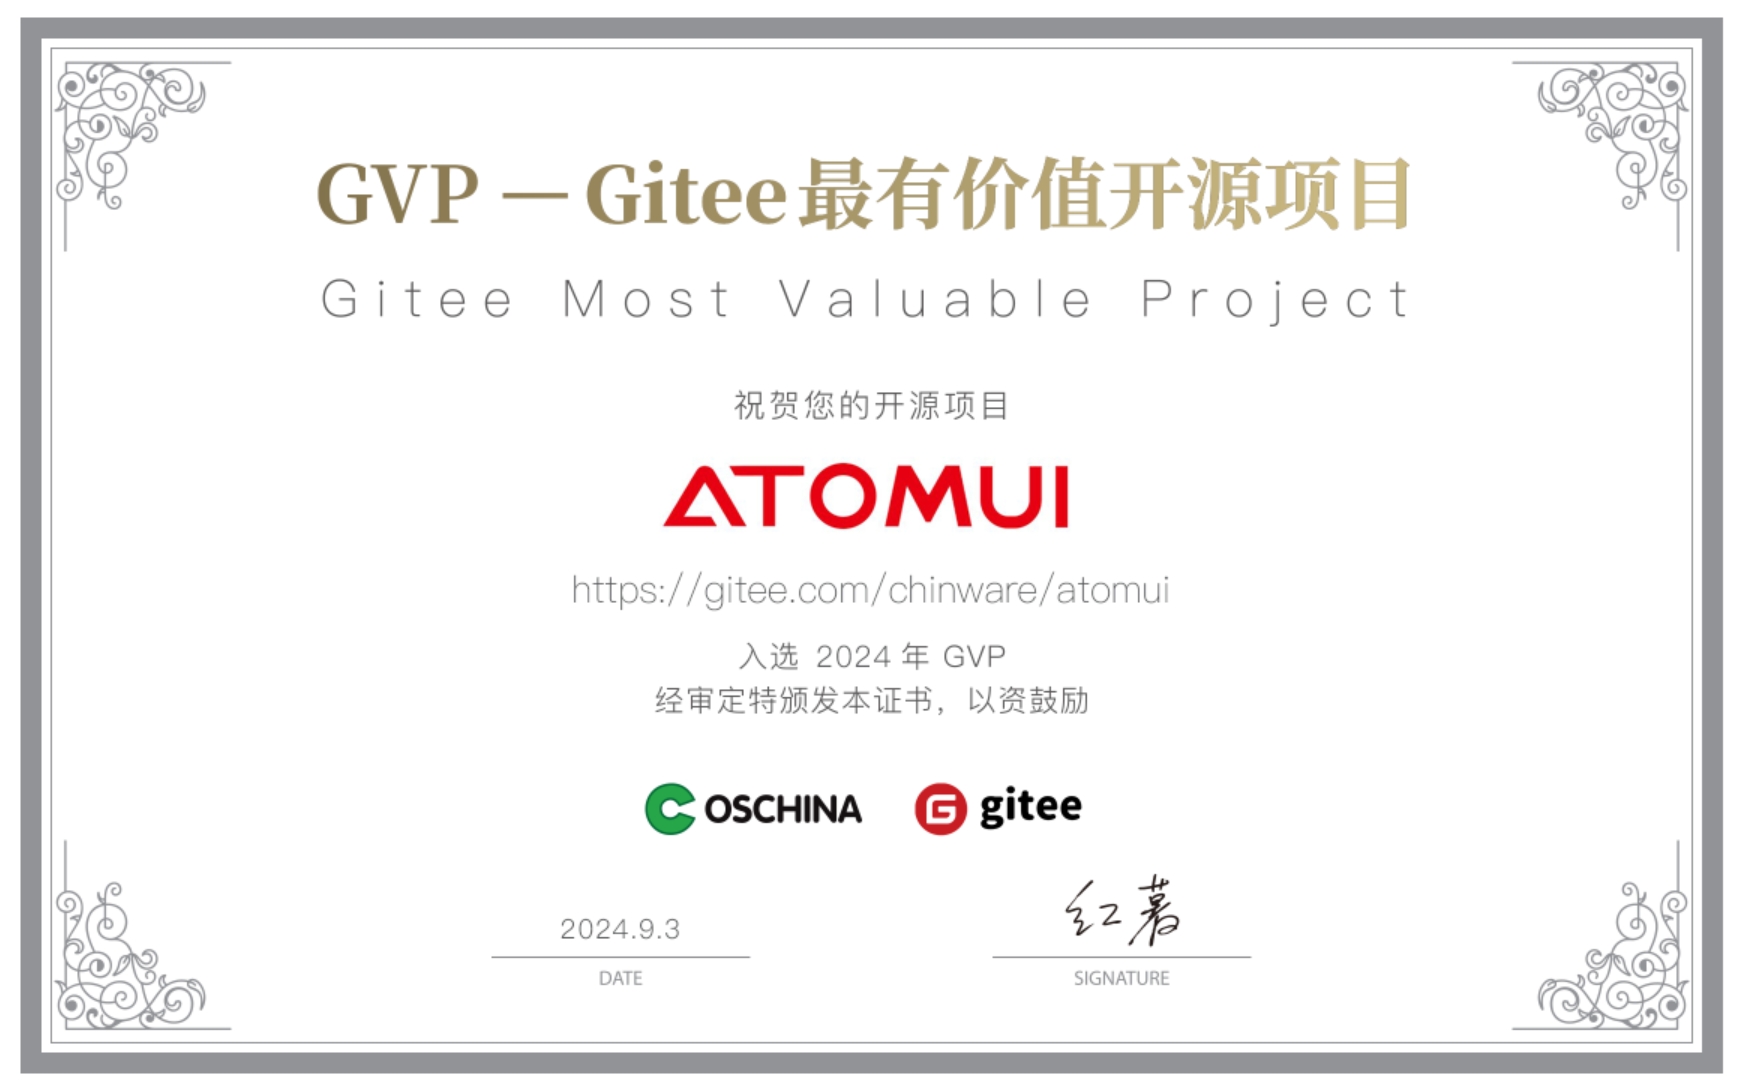 GVP — Gitee最有价值开源项目
Gitee Most Valuable Project
祝贺您的开源项目
ATOMUI
https://gitee.com/chinware/atomui
入选 2024 年 GVP
经审定特颁发本证书，以资鼓励
C OSCHINA G gitee
2024.9.3 红薯
DATE SIGNATURE